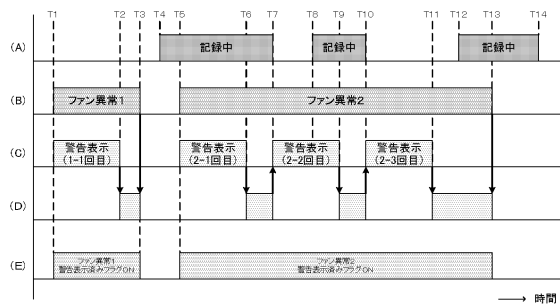 T1 T2 T3 T4 T5 T6 T7 T8 T9 T10 T11 T12 T13 T14
(A) 記録中 記録中 記録中
(B) ファン異常1 ファン異常2
(C) 警告表示 警告表示 警告表示 警告表示
(1-1回目) (2-1回目) (2-2回目) (2-3回目)
(D)
(E) ファン異常1 ファン異常2
警告表示済みフラグON 警告表示済みフラグON
時間